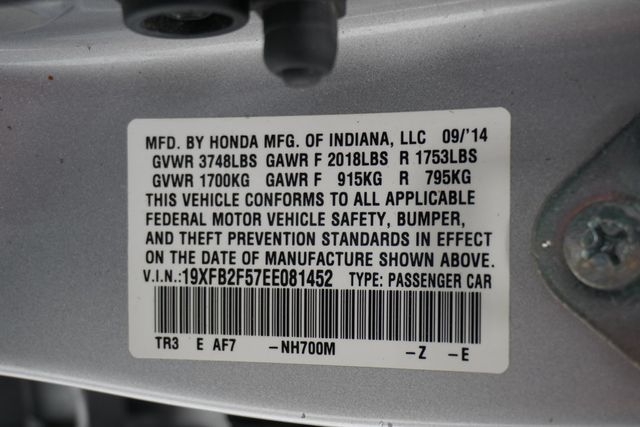 MFD. BY HONDA MFG. OF INDIANA, LLC 09/'14
GVWR 3748LBS GAWR F 2018LBS R 1753LBS
GVWR 1700KG GAWR F 915KG R 795KG
THIS VEHICLE CONFORMS TO ALL APPLICABLE
FEDERAL MOTOR VEHICLE SAFETY, BUMPER,
AND THEFT PREVENTION STANDARDS IN EFFECT
ON THE DATE OF MANUFACTURE SHOWN ABOVE.
V.I.N.:19XFB2F57EE081452 TYPE: PASSENGER CAR
TR3 E AF7 -NH700M -Z -E